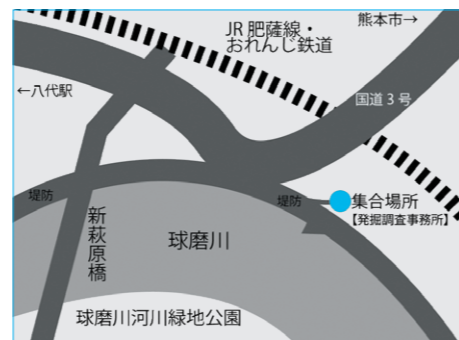 熊本市→
JR 肥薩線・
おれんじ鉄道
←八代駅
国道3号
堤防
堤防
集合場所
【発掘調査事務所】
新萩原橋
球磨川
球磨川河川緑地公園